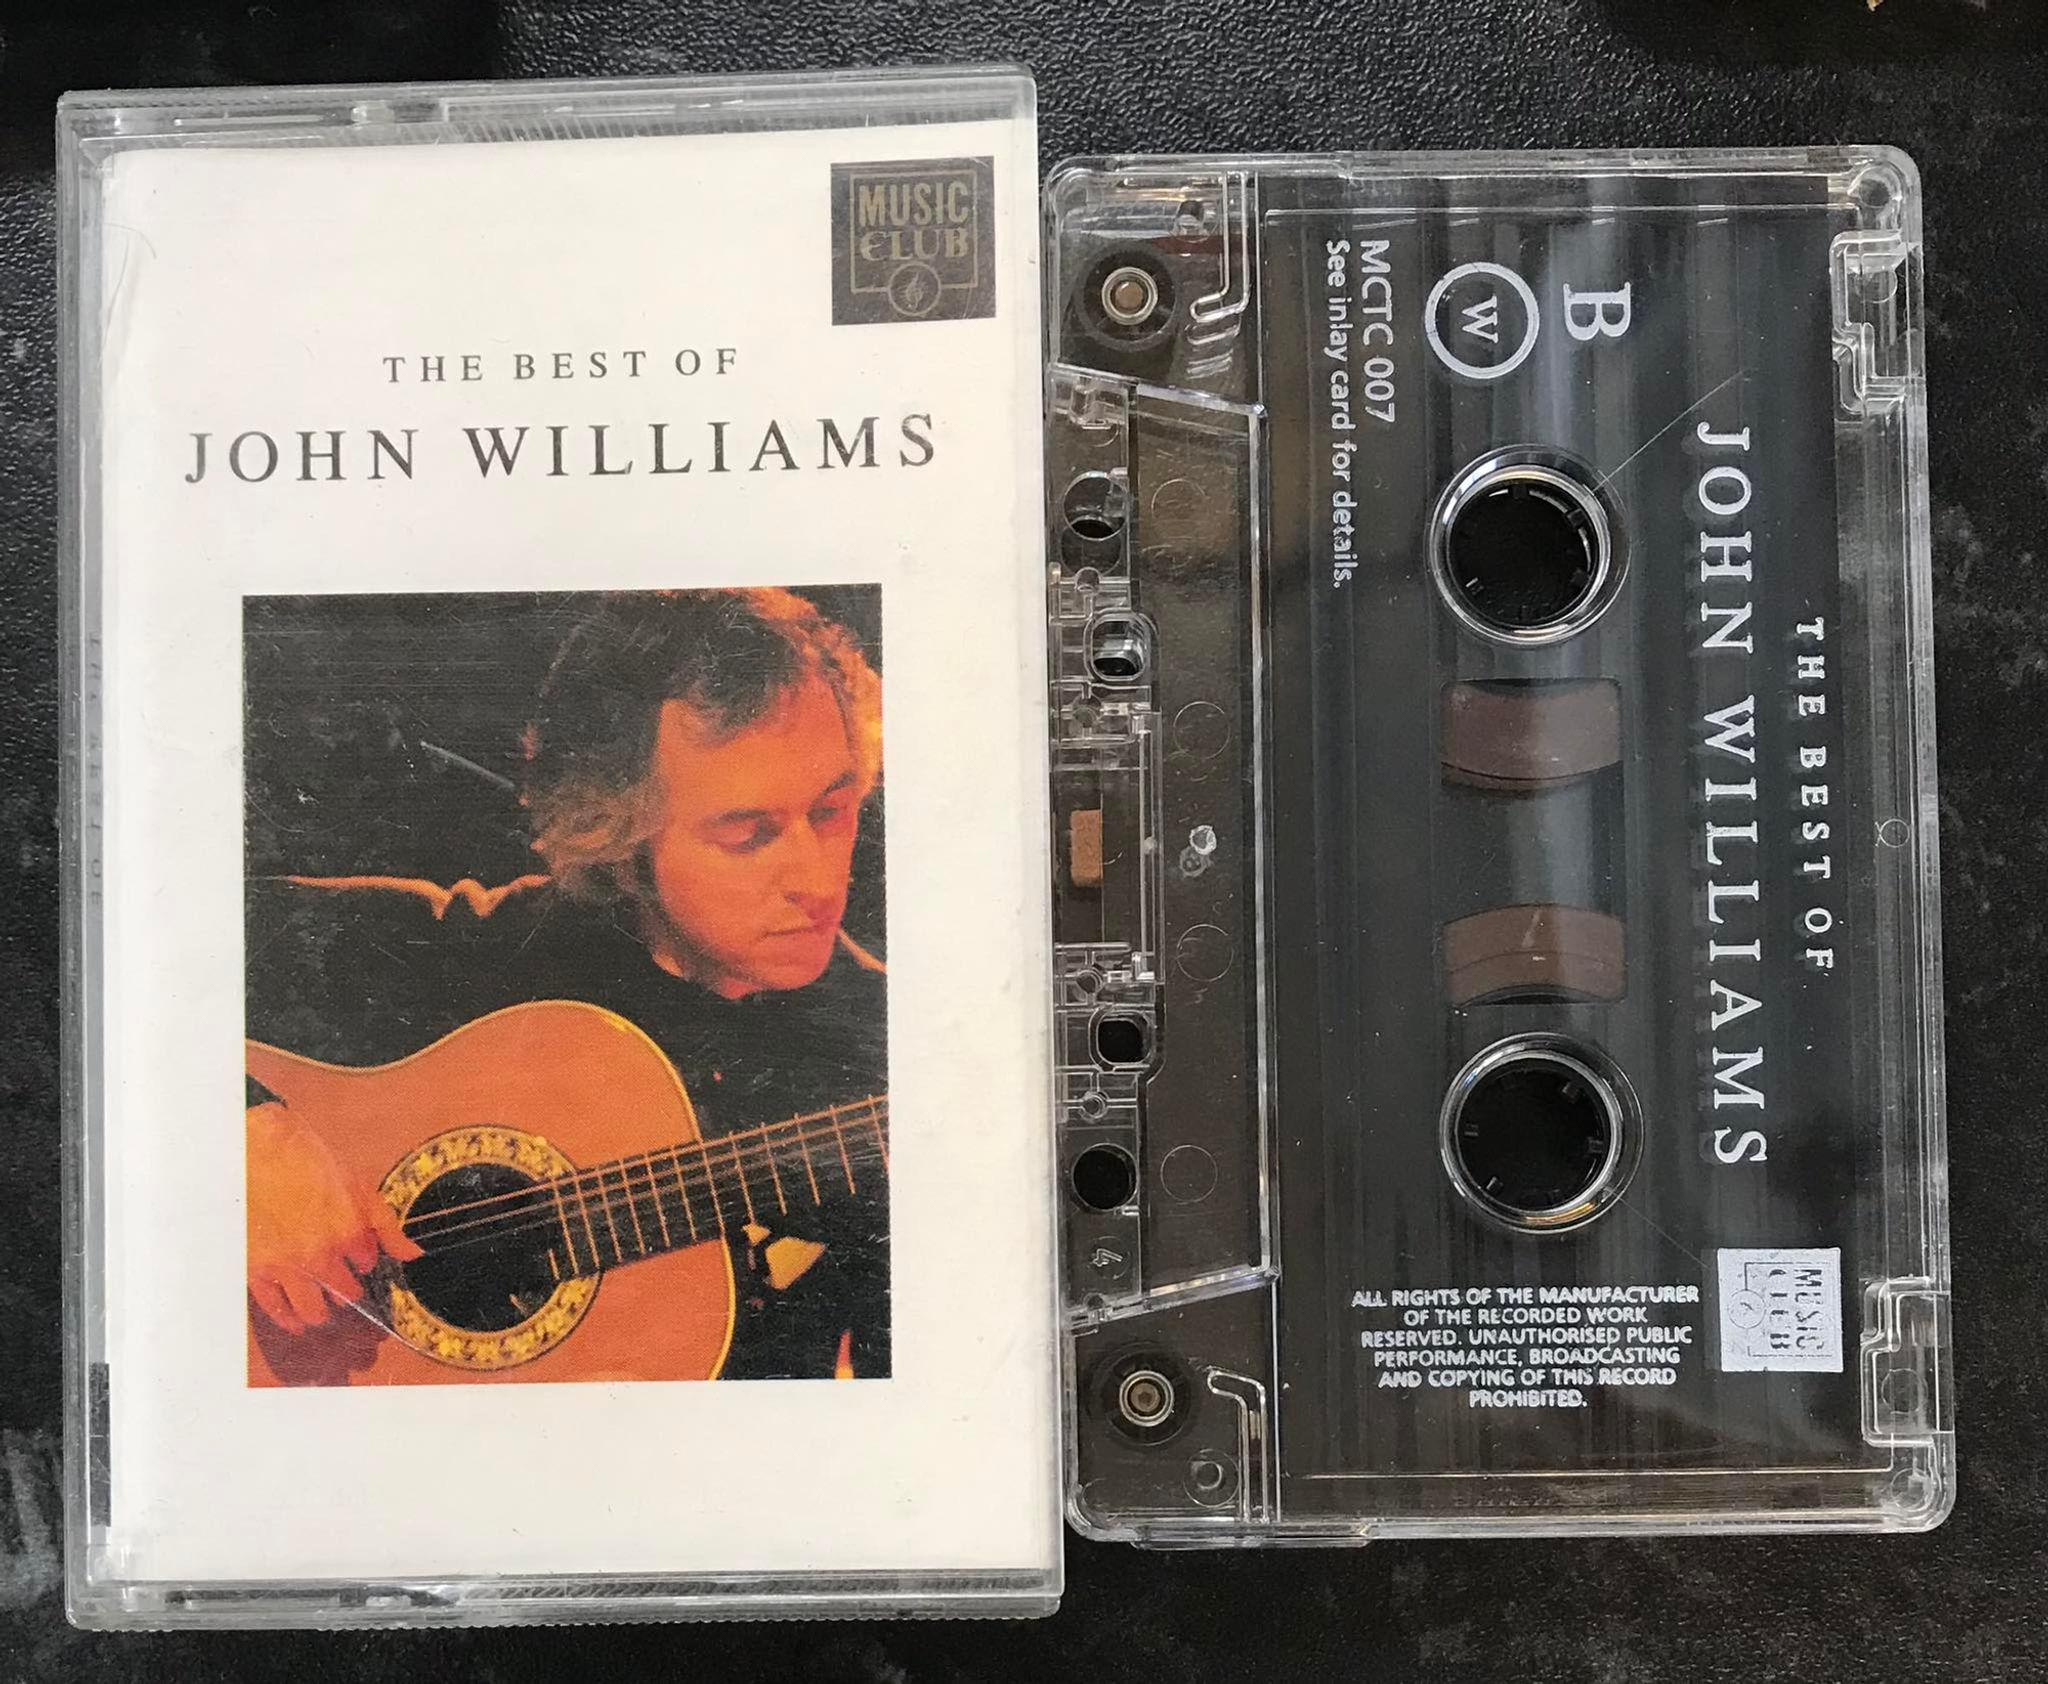 MUSIC
CLUB
THE BEST OF
JOHN WILLIAMS
THE BEST OF
JOHN WILLIAMS
B
W
MCTC 007
See inlay card for details.
MUSIC
CLUB
ALL RIGHTS OF THE MANUFACTURER
OF THE RECORDED WORK
RESERVED. UNAUTHORISED PUBLIC
PERFORMANCE, BROADCASTING
AND COPYING OF THIS RECORD
PROHIBITED.
4